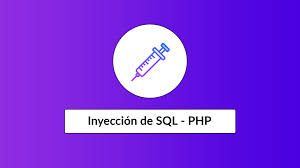 Inyección de SQL - PHP